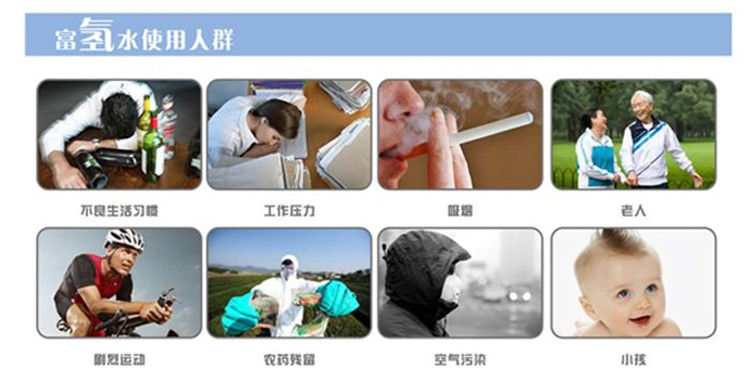 富氢水使用人群
不良生活习惯
工作压力
吸烟
老人
剧烈运动
农药残留
空气污染
小孩